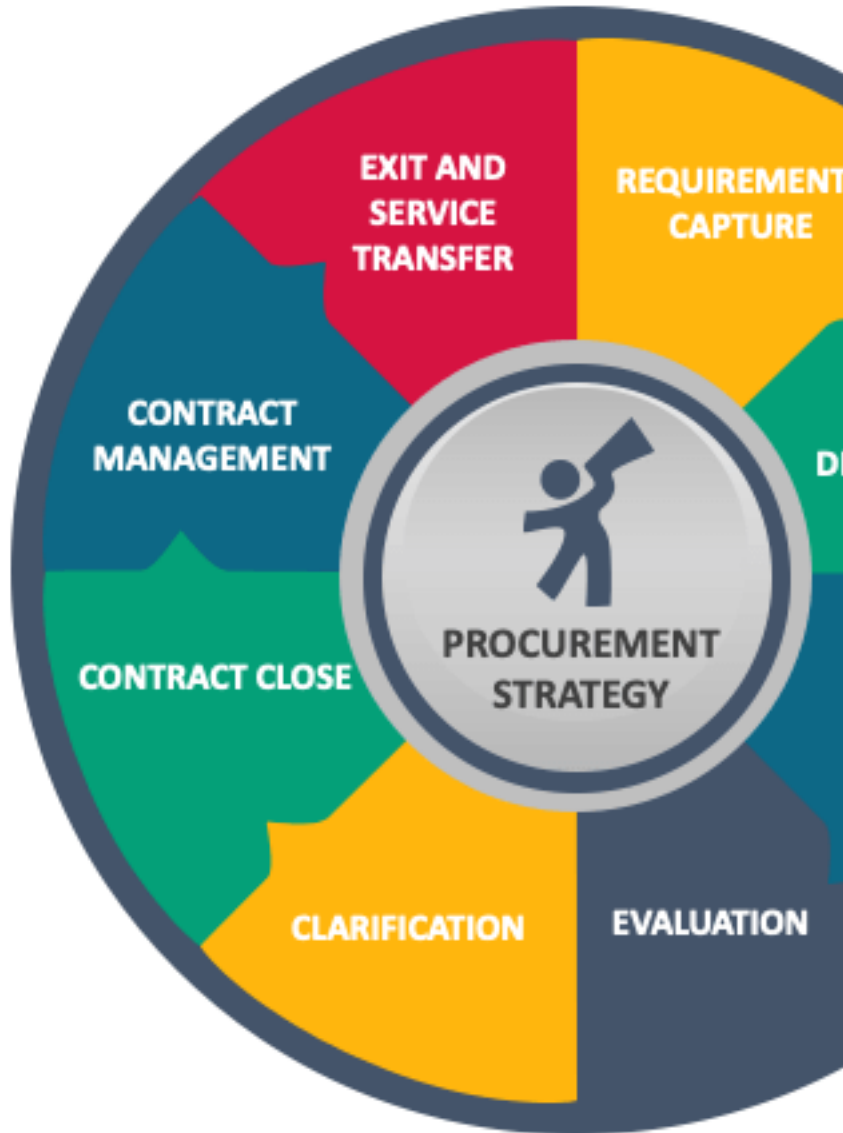 EXIT AND
SERVICE
TRANSFER
REQUIREMENT
CAPTURE
CONTRACT
MANAGEMENT
PROCUREMENT
STRATEGY
CONTRACT CLOSE
CLARIFICATION
EVALUATION